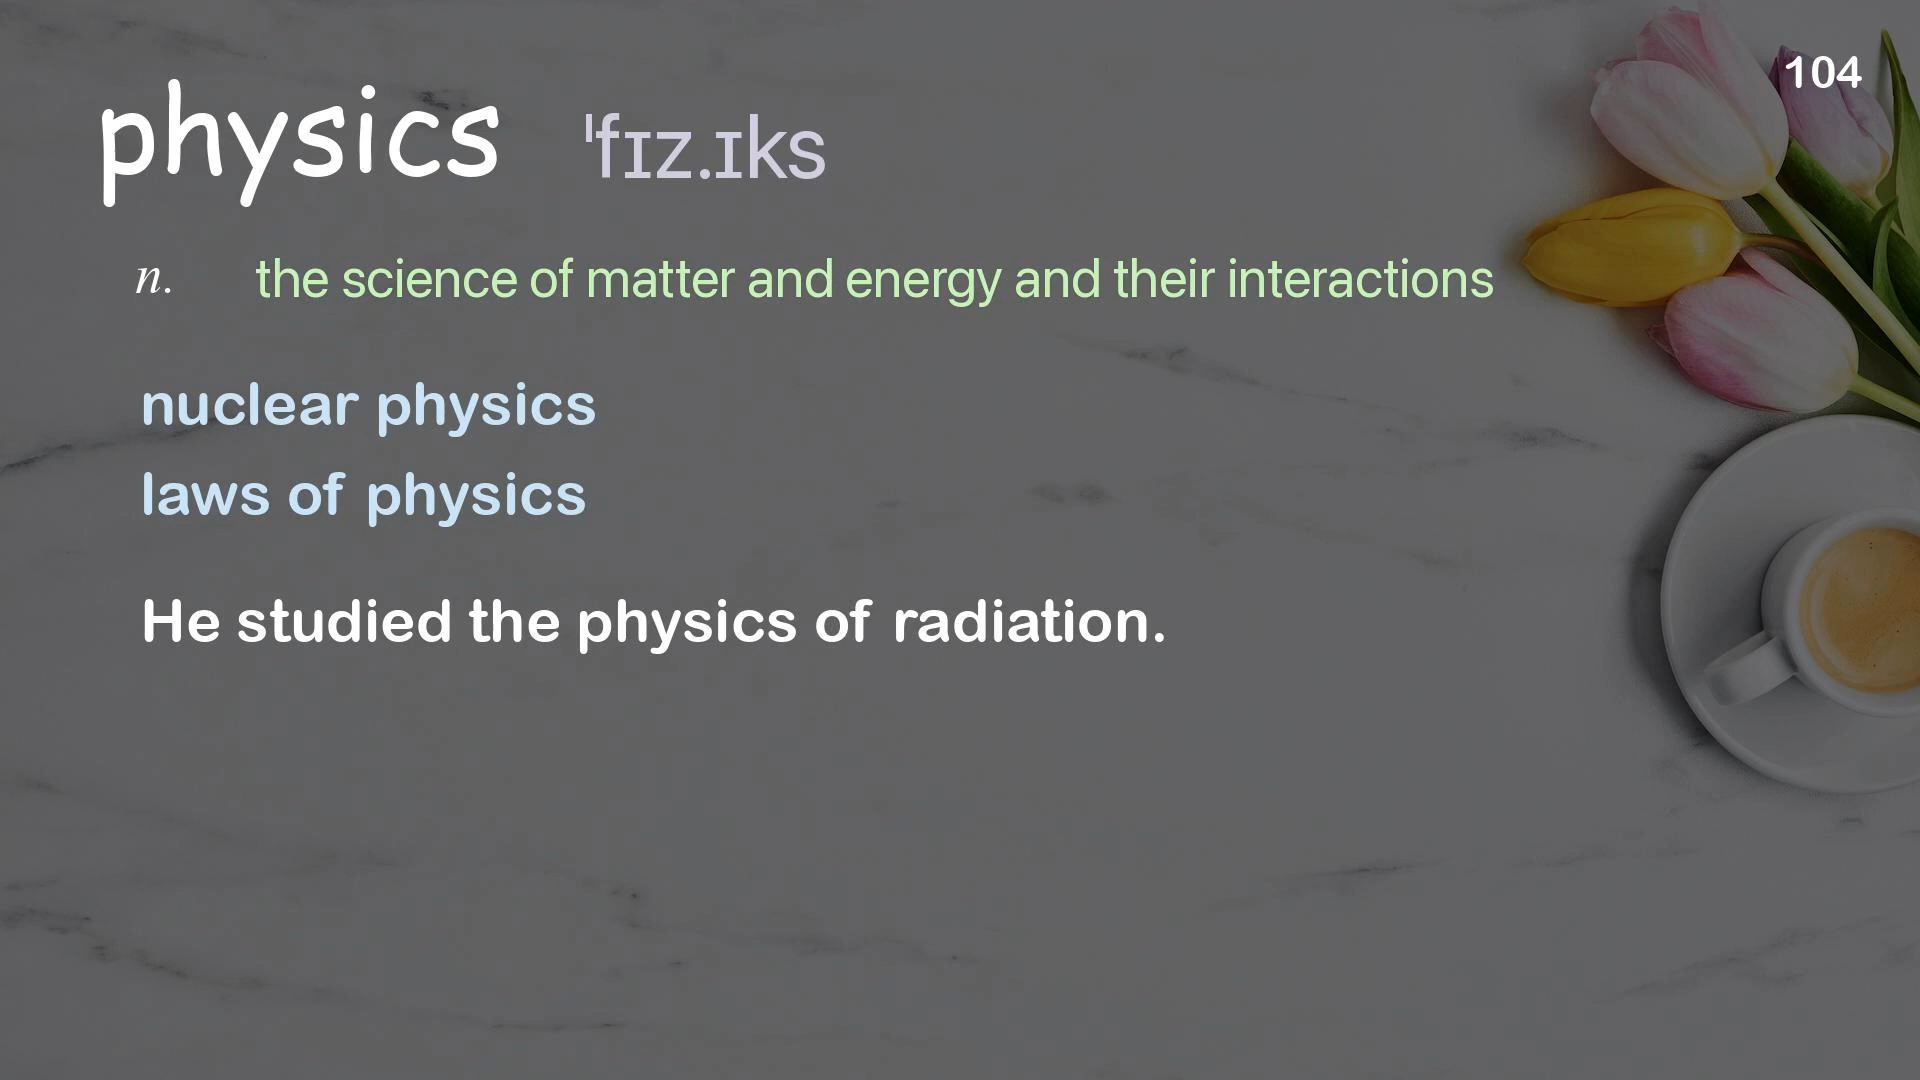 104
physics ˈfɪz.ɪks
n. the science of matter and energy and their interactions
nuclear physics
laws of physics
He studied the physics of radiation.